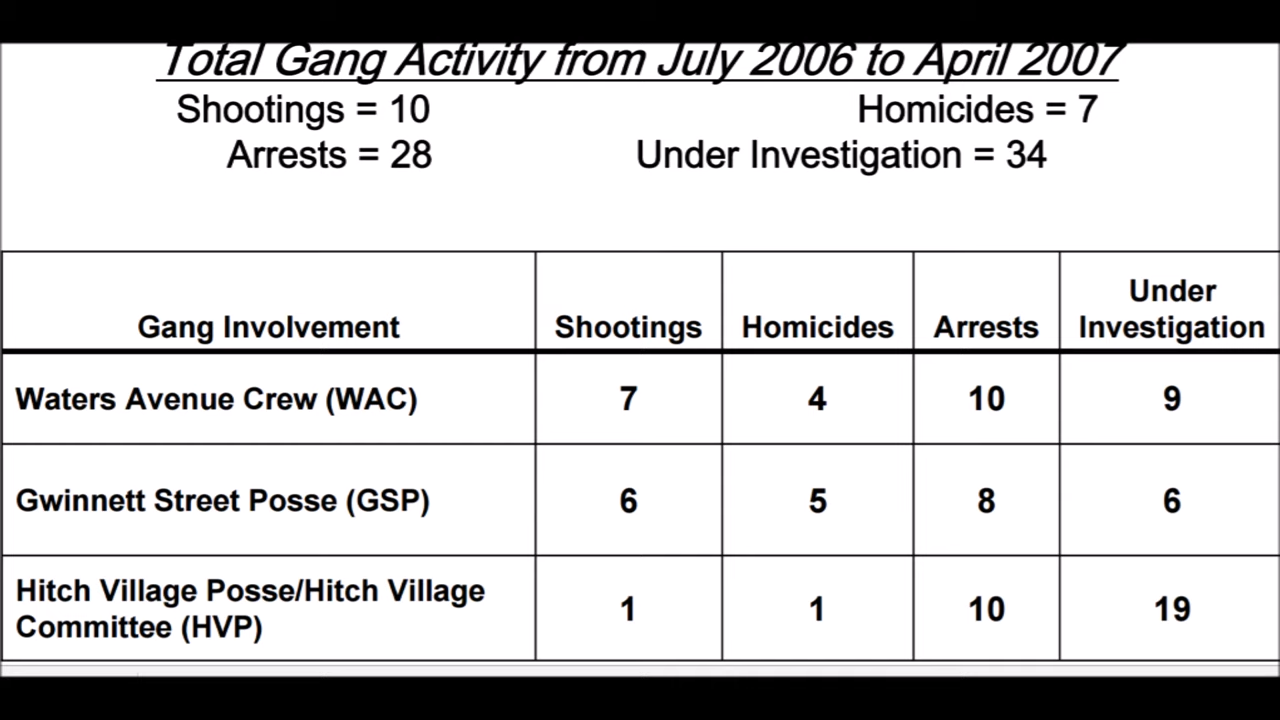 Total Gang Activity from July 2006 to April 2007
Shootings = 10 Homicides = 7
Arrests = 28 Under Investigation = 34
Gang Involvement Shootings Homicides Arrests Under Investigation
Waters Avenue Crew (WAC) 7 4 10 9
Gwinnett Street Posse (GSP) 6 5 8 6
Hitch Village Posse/Hitch Village
Committee (HVP) 1 1 10 19